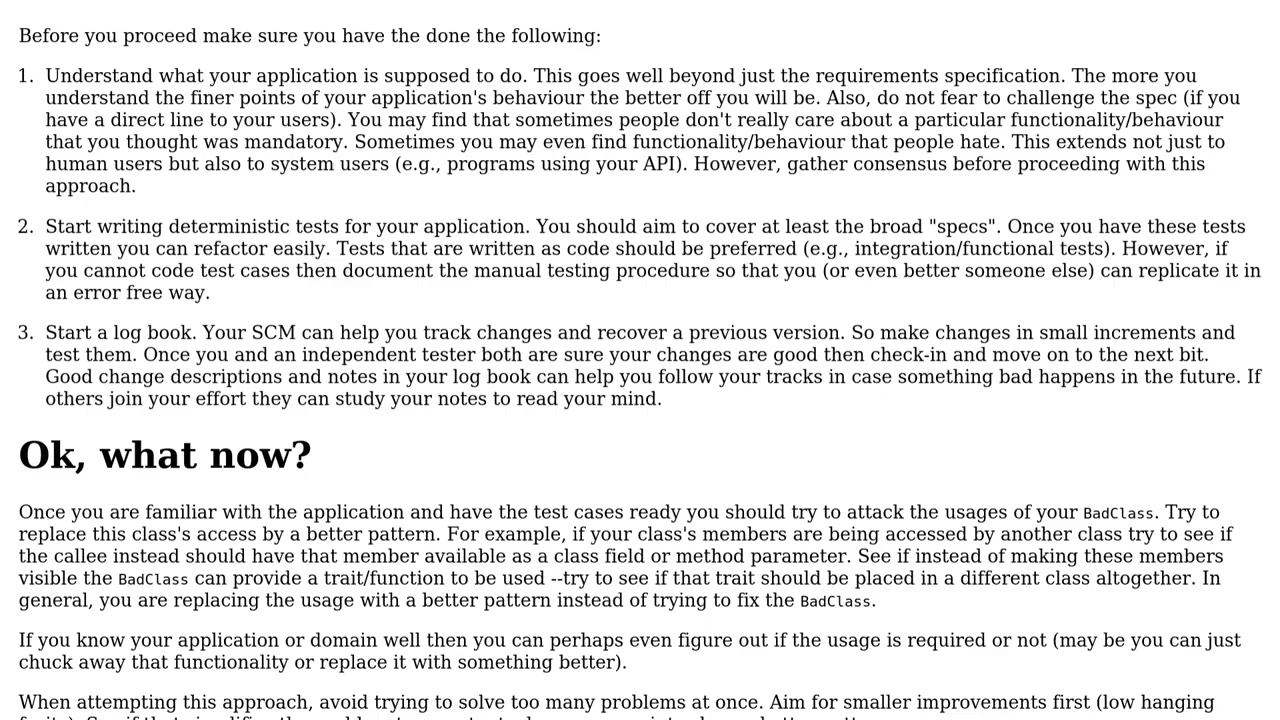 Before you proceed make sure you have the done the following:
1. Understand what your application is supposed to do. This goes well beyond just the requirements specification. The more you
understand the finer points of your application's behaviour the better off you will be. Also, do not fear to challenge the spec (if you
have a direct line to your users). You may find that sometimes people don't really care about a particular functionality/behaviour
that you thought was mandatory. Sometimes you may even find functionality/behaviour that people hate. This extends not just to
human users but also to system users (e.g., programs using your API). However, gather consensus before proceeding with this
approach.
2. Start writing deterministic tests for your application. You should aim to cover at least the broad "specs". Once you have these tests
written you can refactor easily. Tests that are written as code should be preferred (e.g., integration/functional tests). However, if
you cannot code test cases then document the manual testing procedure so that you (or even better someone else) can replicate it in
an error free way.
3. Start a log book. Your SCM can help you track changes and recover a previous version. So make changes in small increments and
test them. Once you and an independent tester both are sure your changes are good then check-in and move on to the next bit.
Good change descriptions and notes in your log book can help you follow your tracks in case something bad happens in the future. If
others join your effort they can study your notes to read your mind.
Ok, what now?
Once you are familiar with the application and have the test cases ready you should try to attack the usages of your BadClass. Try to
replace this class's access by a better pattern. For example, if your class's members are being accessed by another class try to see if
the callee instead should have that member available as a class field or method parameter. See if instead of making these members
visible the BadClass can provide a trait/function to be used --try to see if that trait should be placed in a different class altogether. In
general, you are replacing the usage with a better pattern instead of trying to fix the BadClass.
If you know your application or domain well then you can perhaps even figure out if the usage is required or not (may be you can just
chuck away that functionality or replace it with something better).
When attempting this approach, avoid trying to solve too many problems at once. Aim for smaller improvements first (low hanging